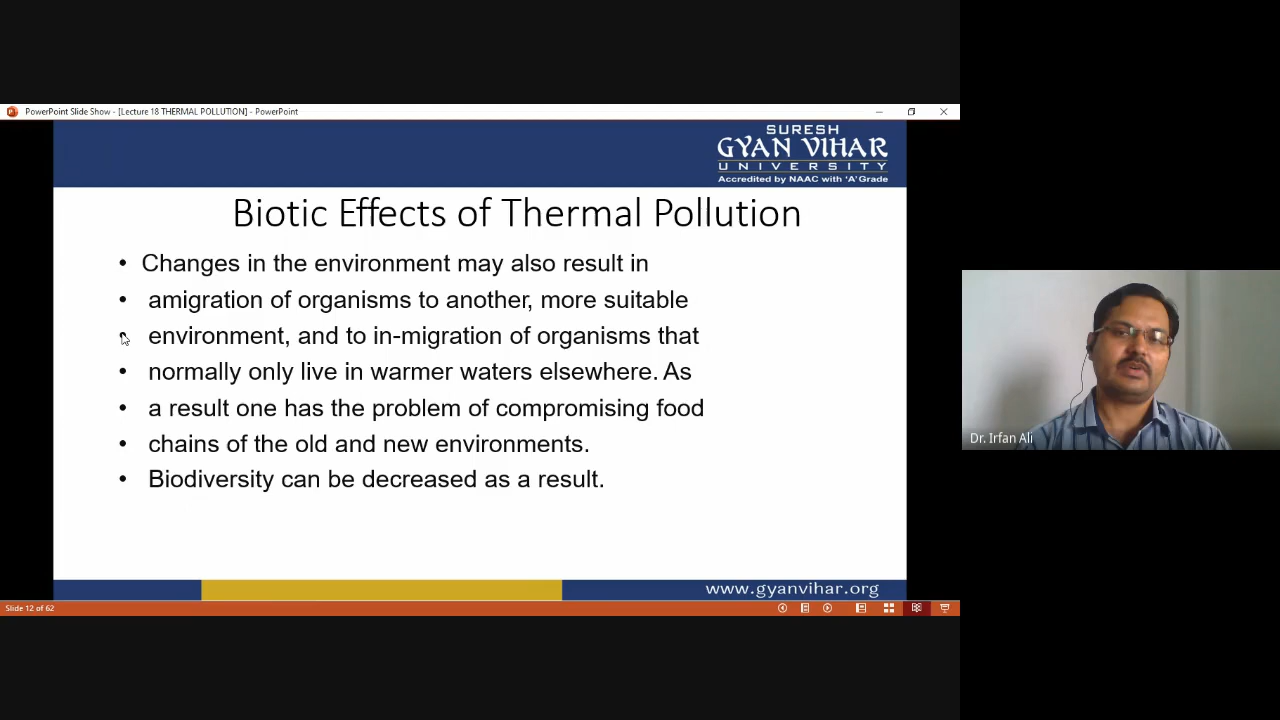 PowerPoint Slide Show - [Lecture 18 THERMAL POLLUTION] - PowerPoint
SURESH
GYAN VIHAR
UNIVERSITY
Accredited by NAAC with 'A' Grade
Biotic Effects of Thermal Pollution
• Changes in the environment may also result in
• amigration of organisms to another, more suitable
• environment, and to in-migration of organisms that
• normally only live in warmer waters elsewhere. As
• a result one has the problem of compromising food
• chains of the old and new environments.
• Biodiversity can be decreased as a result.
Dr. Irfan Ali
www.gyanvihar.org
Slide 12 of 62